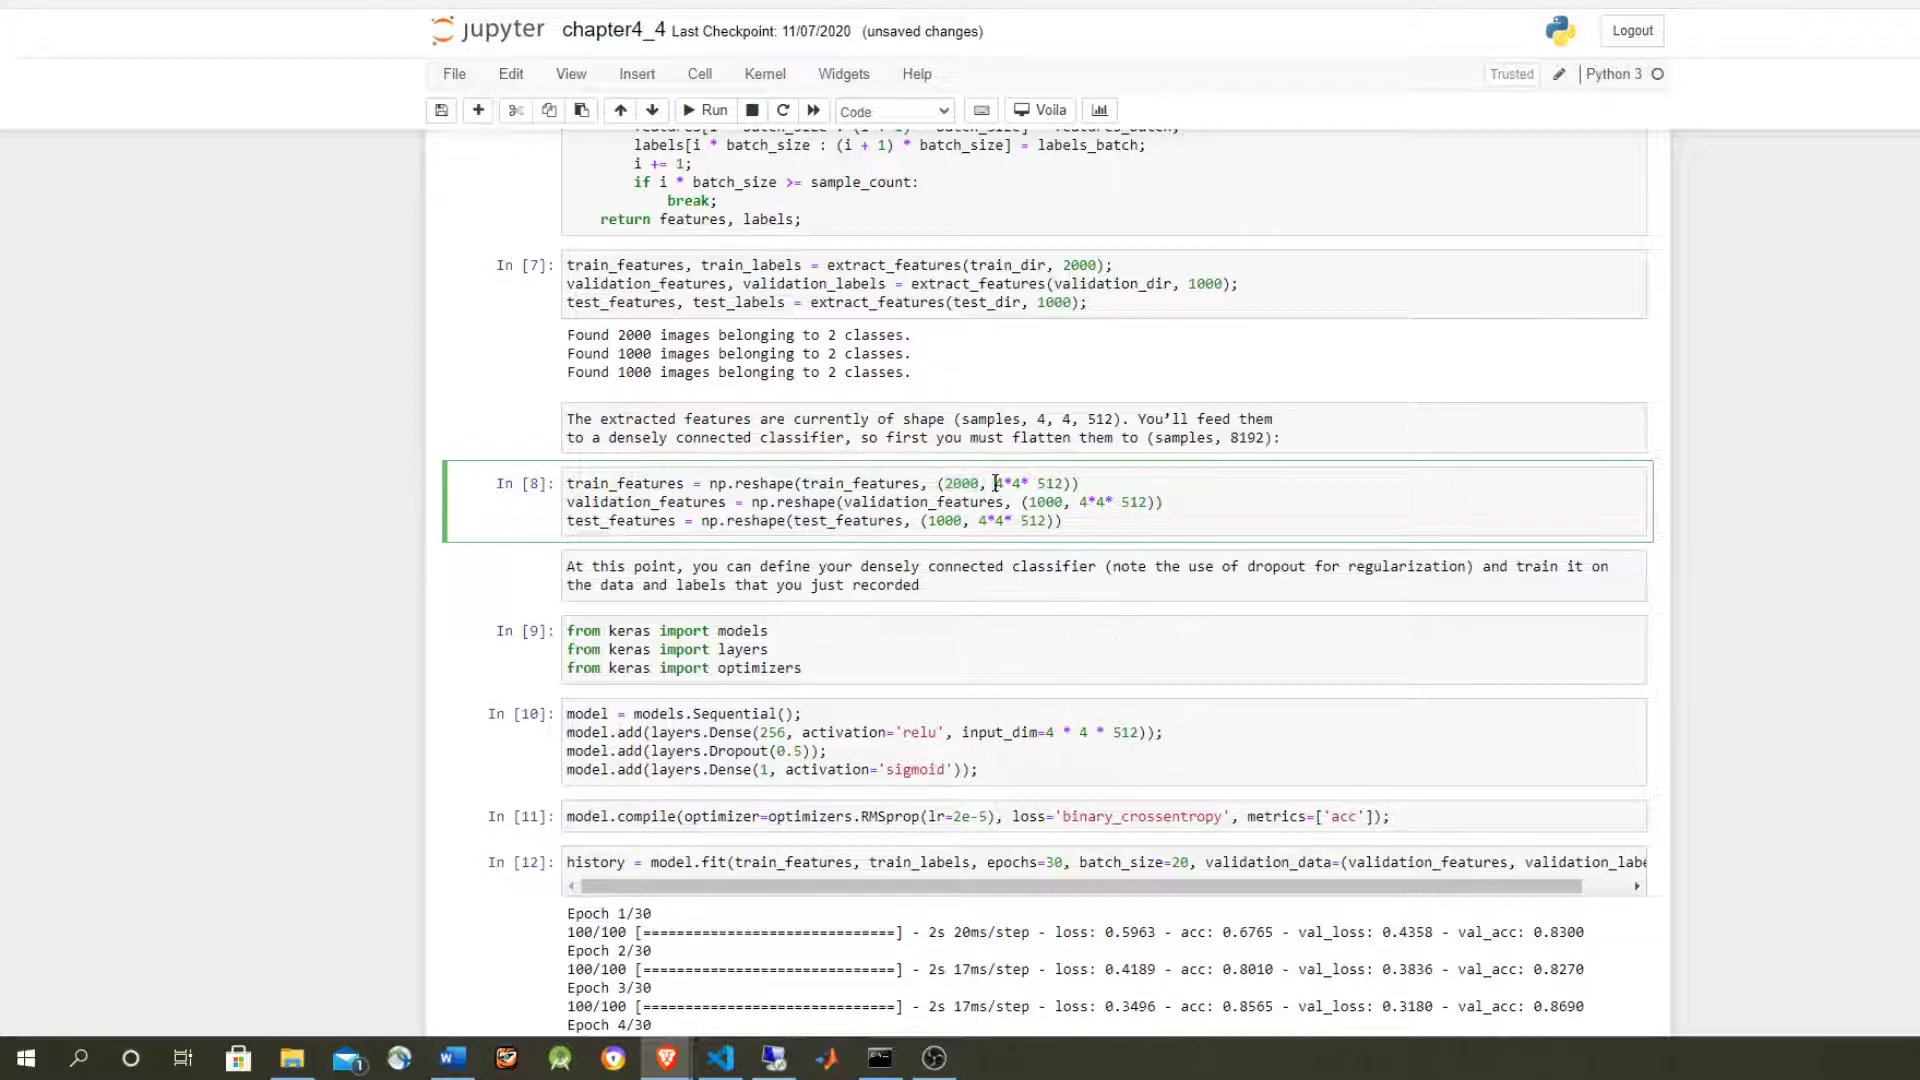 jupyter chapter4_4 Last Checkpoint: 11/07/2020 (unsaved changes) Logout
File Edit View Insert Cell Kernel Widgets Help Trusted Python 3
Run Code Voila
labels[i * batch_size : (i + 1) * batch_size] = labels_batch;
i += 1;
if i * batch_size >= sample_count:
break;
return features, labels;
In [7]: train_features, train_labels = extract_features(train_dir, 2000);
validation_features, validation_labels = extract_features(validation_dir, 1000);
test_features, test_labels = extract_features(test_dir, 1000);
Found 2000 images belonging to 2 classes.
Found 1000 images belonging to 2 classes.
Found 1000 images belonging to 2 classes.
The extracted features are currently of shape (samples, 4, 4, 512). You’ll feed them
to a densely connected classifier, so first you must flatten them to (samples, 8192):
In [8]: train_features = np.reshape(train_features, (2000, 4*4* 512))
validation_features = np.reshape(validation_features, (1000, 4*4* 512))
test_features = np.reshape(test_features, (1000, 4*4* 512))
At this point, you can define your densely connected classifier (note the use of dropout for regularization) and train it on
the data and labels that you just recorded
In [9]: from keras import models
from keras import layers
from keras import optimizers
In [10]: model = models.Sequential();
model.add(layers.Dense(256, activation='relu', input_dim=4 * 4 * 512));
model.add(layers.Dropout(0.5));
model.add(layers.Dense(1, activation='sigmoid'));
In [11]: model.compile(optimizer=optimizers.RMSprop(lr=2e-5), loss='binary_crossentropy', metrics=['acc']);
In [12]: history = model.fit(train_features, train_labels, epochs=30, batch_size=20, validation_data=(validation_features, validation_labe
Epoch 1/30
100/100 [==============================] - 2s 20ms/step - loss: 0.5963 - acc: 0.6765 - val_loss: 0.4358 - val_acc: 0.8300
Epoch 2/30
100/100 [==============================] - 2s 17ms/step - loss: 0.4189 - acc: 0.8010 - val_loss: 0.3836 - val_acc: 0.8270
Epoch 3/30
100/100 [==============================] - 2s 17ms/step - loss: 0.3496 - acc: 0.8565 - val_loss: 0.3180 - val_acc: 0.8690
Epoch 4/30